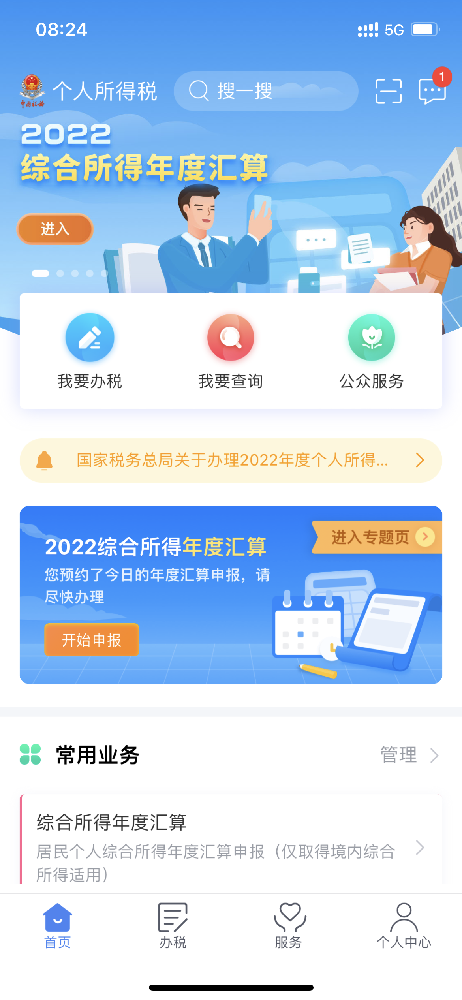 08:24
5G
中国税务
个人所得税
搜一搜
1
2022
综合所得年度汇算
进入
我要办税
我要查询
公众服务
国家税务总局关于办理2022年度个人所得...
进入专题页
2022综合所得年度汇算
您预约了今日的年度汇算申报，请
尽快办理
开始申报
常用业务
管理
综合所得年度汇算
居民个人综合所得年度汇算申报（仅取得境内综合
所得适用）
首页
办税
服务
个人中心